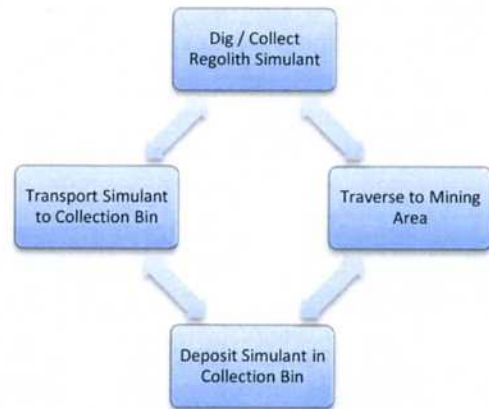 Dig / Collect
Regolith Simulant
Transport Simulant
to Collection Bin
Traverse to Mining
Area
Deposit Simulant in
Collection Bin